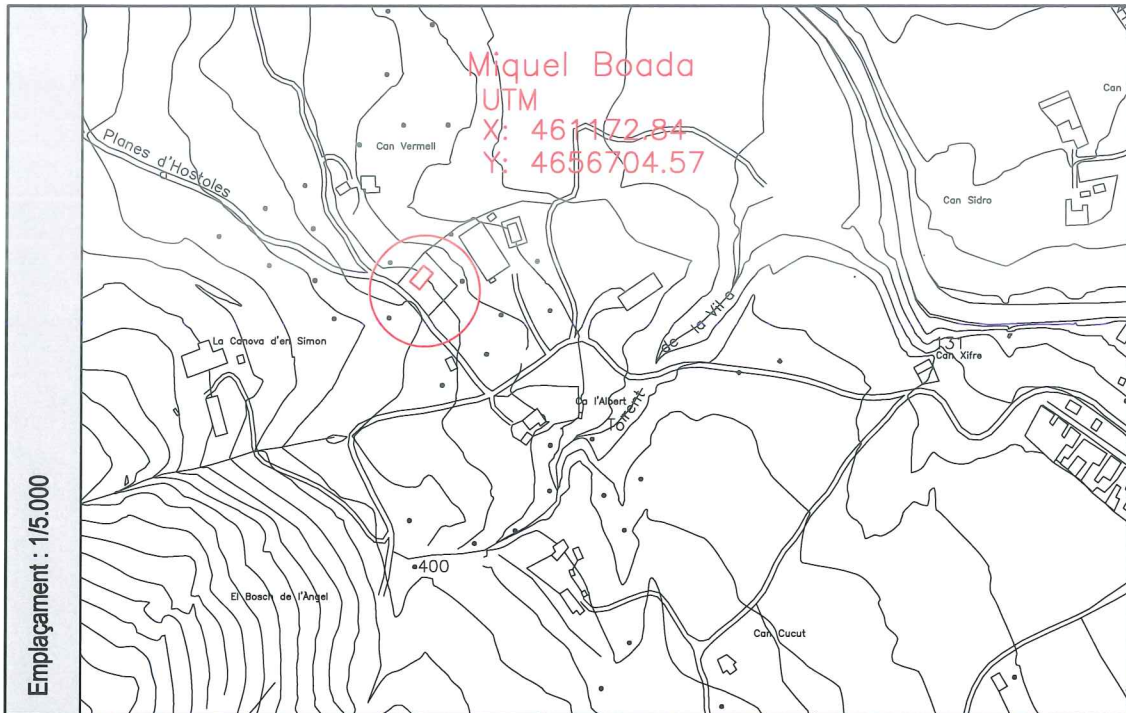 Emplaçament : 1/5.000
Miquel Boada
UTM
X: 461172.84
Y: 4656704.57
Can
Planes d'Hostoles
Can Vermell
Can Sidro
de la Vila
La Canova d'en Simon
131
Can Xifre
Ca l'Albert
Torrent
400
El Bosch de l'Àngel
Can Cucut